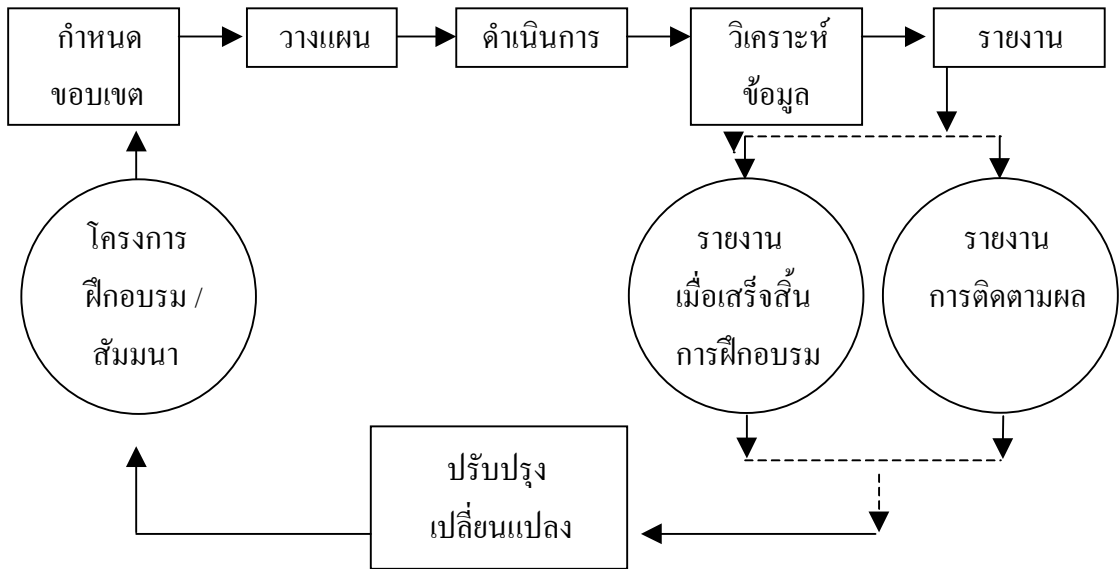 กำหนด
ขอบเขต
วางแผน
ดำเนินการ
วิเคราะห์
ข้อมูล
รายงาน
โครงการ
ฝึกอบรม /
สัมมนา
รายงาน
เมื่อเสร็จสิ้น
การฝึกอบรม
รายงาน
การติดตามผล
ปรับปรุง
เปลี่ยนแปลง